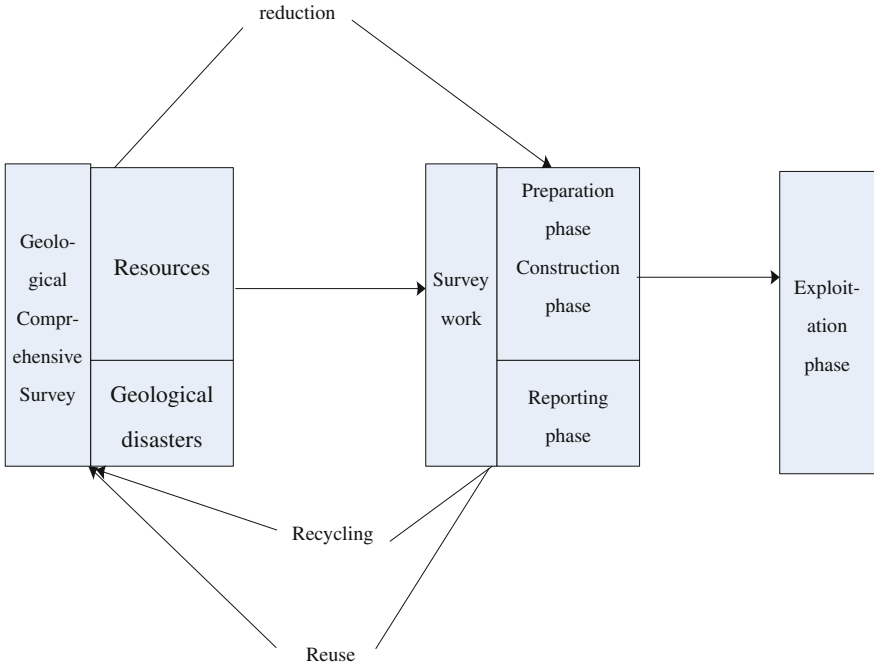 reduction
Geolo-
gical
Compr-
ehensive
Survey
Resources
Geological
disasters
Survey
work
Preparation
phase
Construction
phase
Reporting
phase
Exploit-
ation
phase
Recycling
Reuse